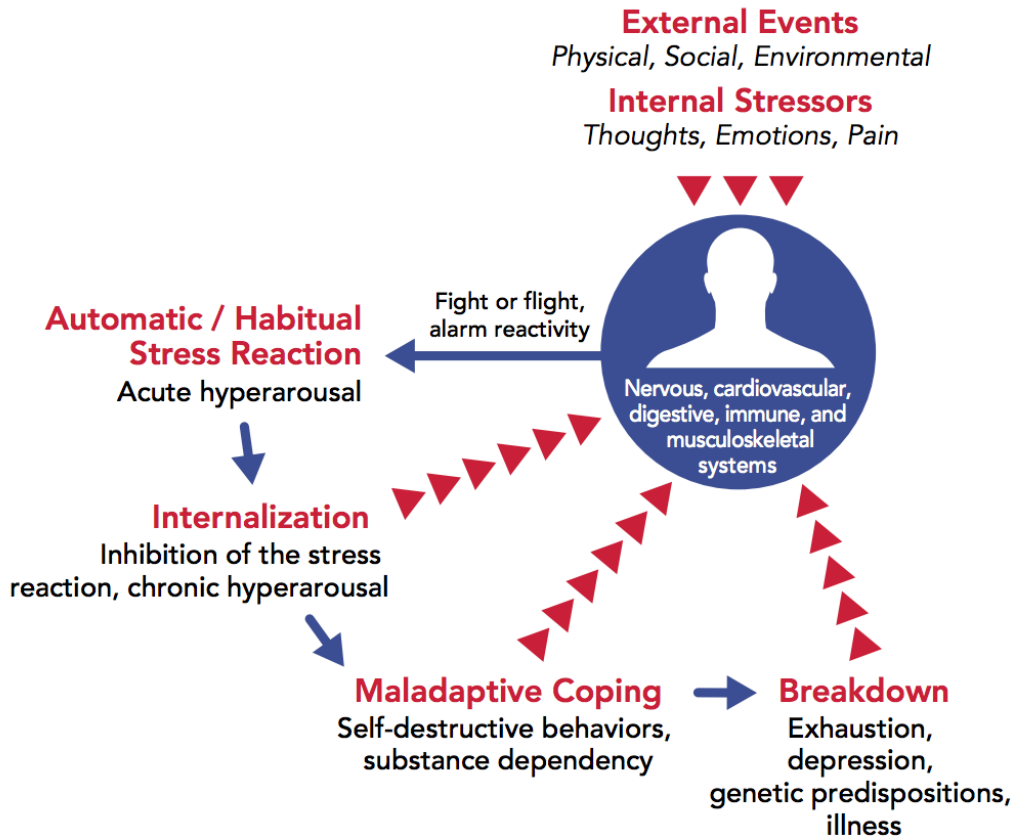 External Events
Physical, Social, Environmental
Internal Stressors
Thoughts, Emotions, Pain
Fight or flight,
alarm reactivity
Nervous, cardiovascular,
digestive, immune, and
musculoskeletal
systems
Automatic / Habitual
Stress Reaction
Acute hyperarousal
Internalization
Inhibition of the stress
reaction, chronic hyperarousal
Maladaptive Coping
Self-destructive behaviors,
substance dependency
Breakdown
Exhaustion,
depression,
genetic predispositions,
illness